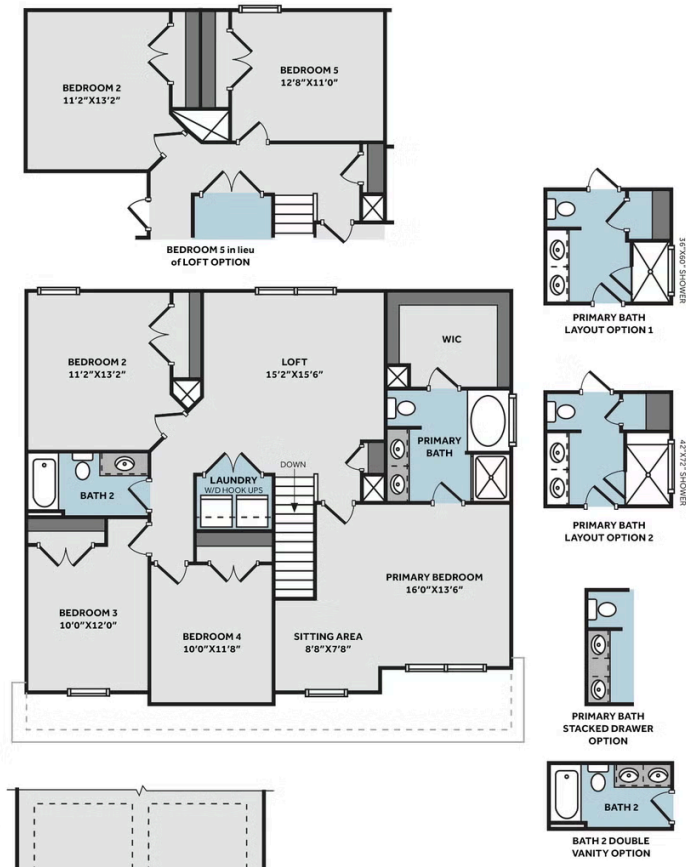 BEDROOM 2
11'2"X13'2"
BEDROOM 5
12'8"X11'0"
BEDROOM 5 in lieu
of LOFT OPTION
36"X60" SHOWER
PRIMARY BATH
LAYOUT OPTION 1
BEDROOM 2
11'2"X13'2"
LOFT
15'2"X15'6"
WIC
PRIMARY
BATH
BATH 2
LAUNDRY
W/D HOOK UPS
DOWN
42"X72" SHOWER
PRIMARY BATH
LAYOUT OPTION 2
PRIMARY BEDROOM
16'0"X13'6"
BEDROOM 3
10'0"X12'0"
BEDROOM 4
10'0"X11'8"
SITTING AREA
8'8"X7'8"
PRIMARY BATH
STACKED DRAWER
OPTION
BATH 2
BATH 2 DOUBLE
VANITY OPTION